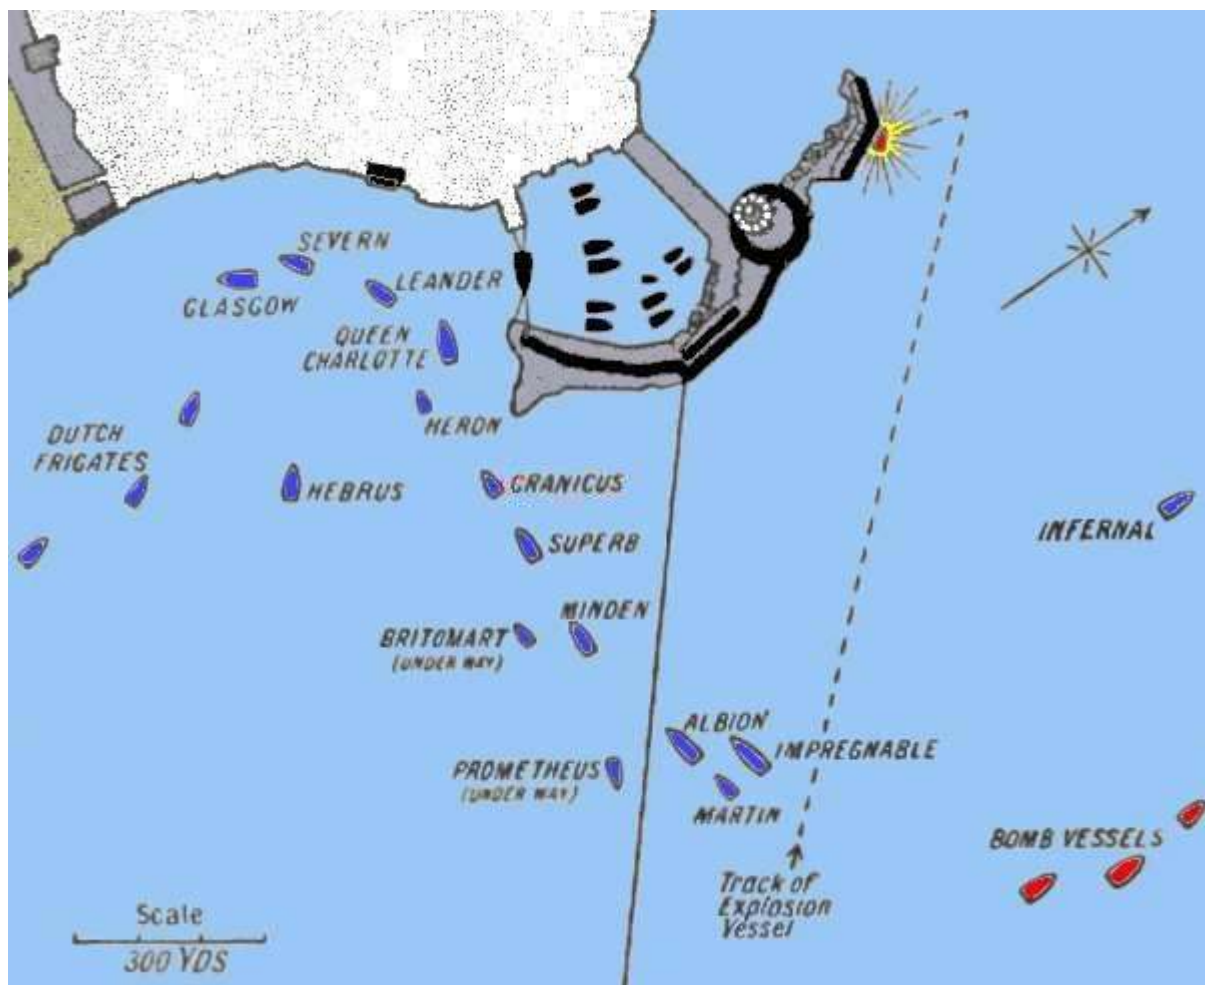 SEVERN
GLASGOW
LEANDER
QUEEN
CHARLOTTE
HERON
DUTCH
FRIGATES
HEBRUS
GRANICUS
SUPERB
INFERNAL
MINDEN
BRITOMART
(UNDER WAY)
ALBION
IMPREGNABLE
PROMETHEUS
(UNDER WAY)
MARTIN
BOMB VESSELS
Track of
Explosion
Vessel
Scale
300 YDS